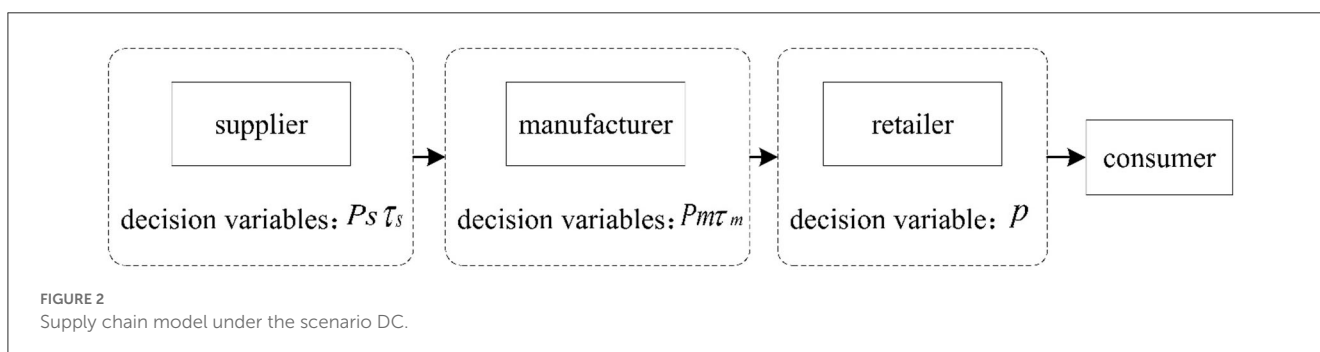 supplier
manufacturer
retailer
consumer
decision variables: Ps τs
decision variables: Pm τm
decision variable: p
FIGURE 2
Supply chain model under the scenario DC.